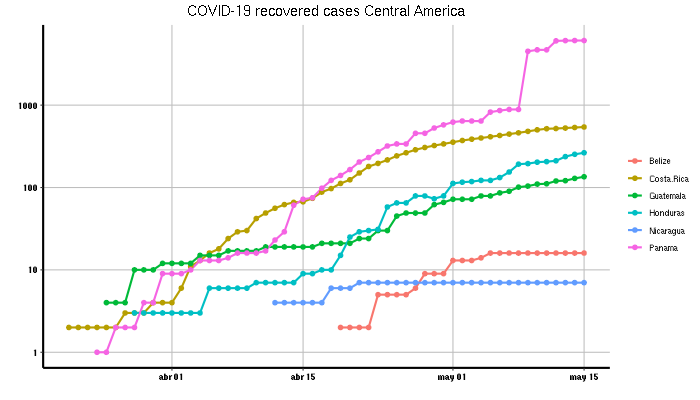 COVID-19 recovered cases Central America
1000
100
10
1
abr 01
abr 15
may 01
may 15
Belize
Costa.Rica
Guatemala
Honduras
Nicaragua
Panama